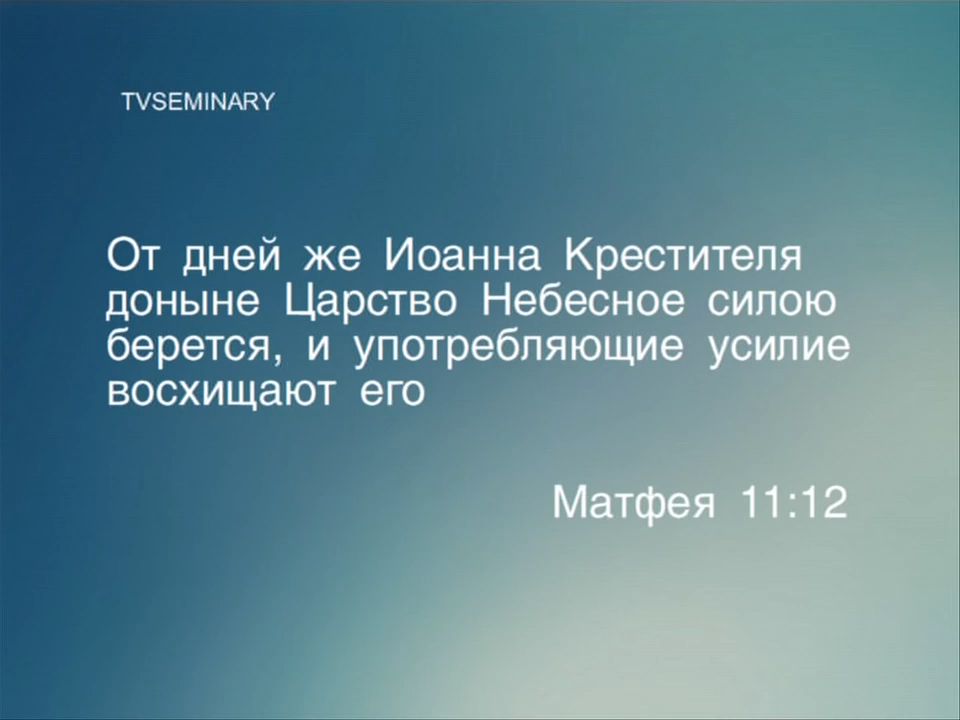 TVSEMINARY
От дней же Иоанна Крестителя
доныне Царство Небесное силою
берется, и употребляющие усилие
восхищают его
Матфея 11:12